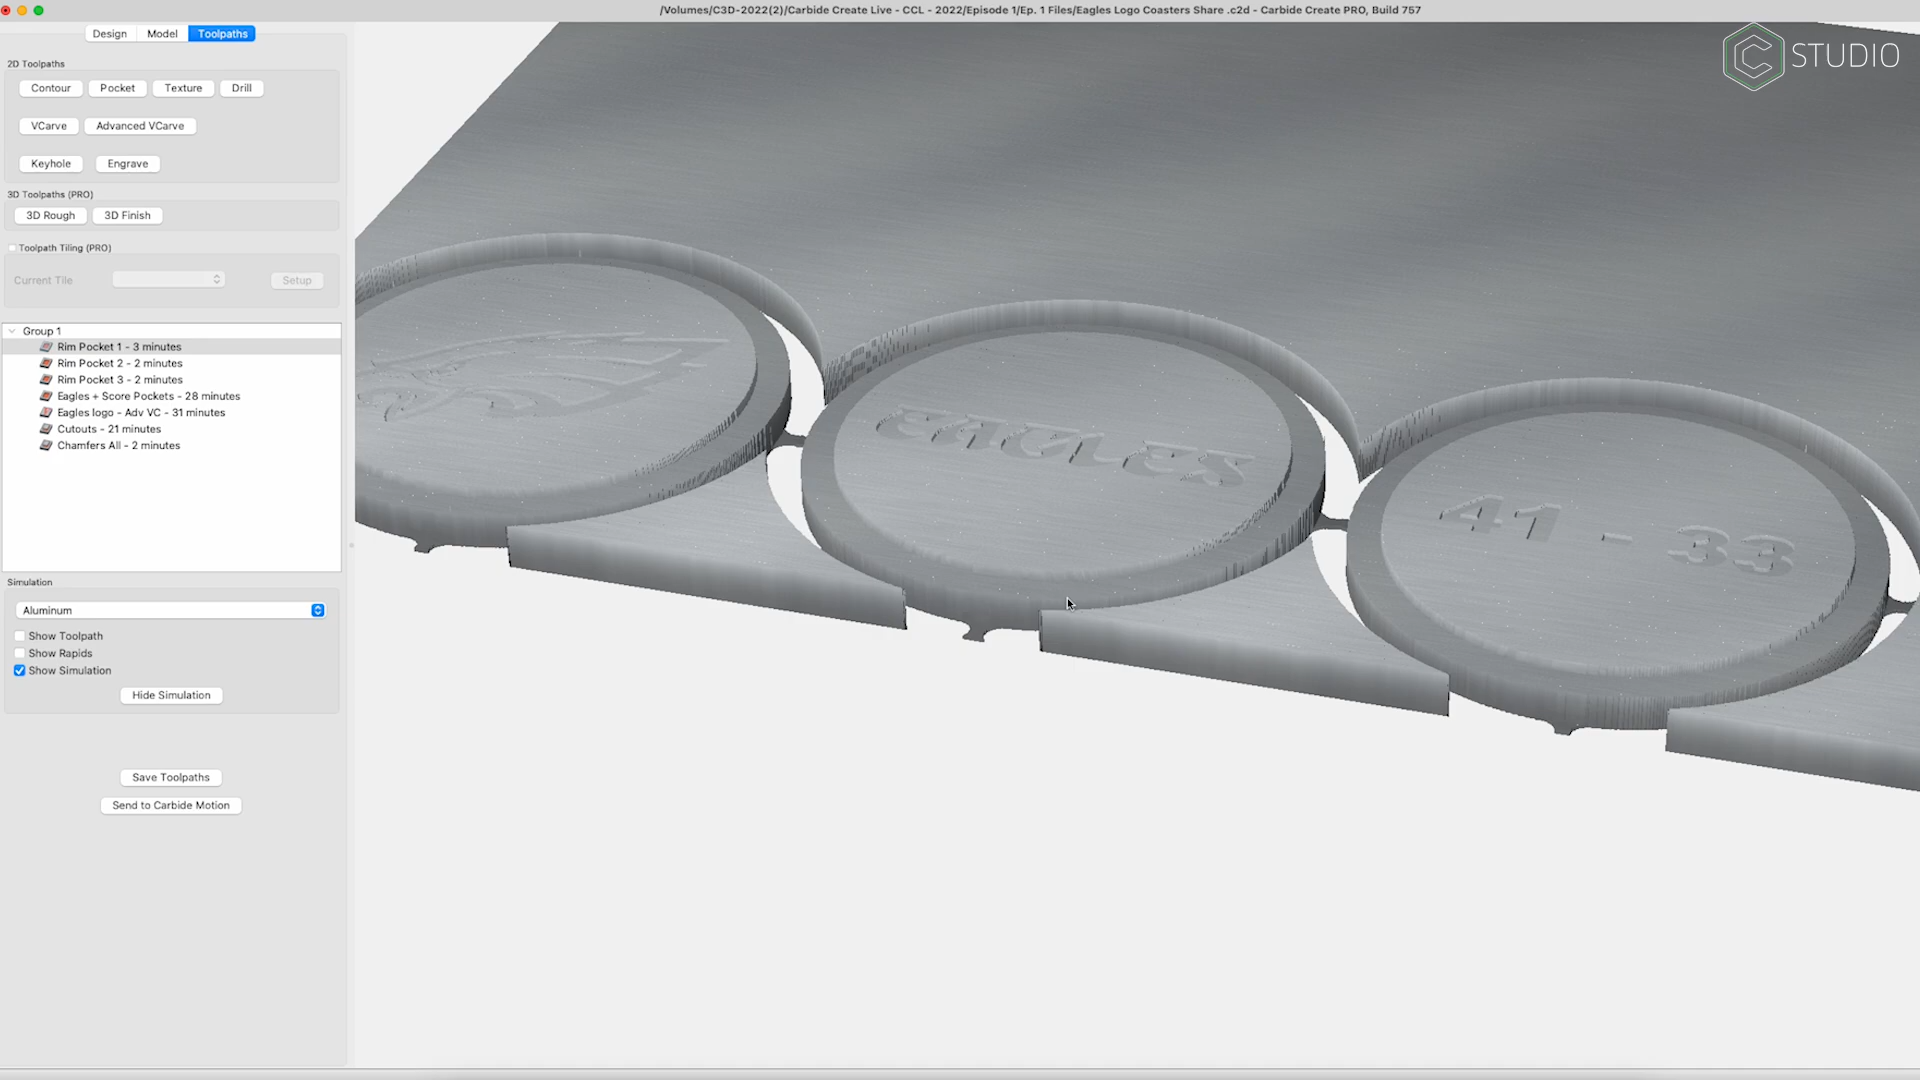 /Volumes/C3D-2022(2)/Carbide Create Live - CCL - 2022/Episode 1/Ep. 1 Files/Eagles Logo Coasters Share .c2d - Carbide Create PRO, Build 757
Design Model Toolpaths
C STUDIO
2D Toolpaths
Contour Pocket Texture Drill
VCarve Advanced VCarve
Keyhole Engrave
3D Toolpaths (PRO)
3D Rough 3D Finish
Toolpath Tiling (PRO)
Current Tile Setup
Group 1
Rim Pocket 1 - 3 minutes
Rim Pocket 2 - 2 minutes
Rim Pocket 3 - 2 minutes
Eagles + Score Pockets - 28 minutes
Eagles logo - Adv VC - 31 minutes
Cutouts - 21 minutes
Chamfers All - 2 minutes
Simulation
Aluminum
Show Toolpath
Show Rapids
Show Simulation
Hide Simulation
Save Toolpaths
Send to Carbide Motion
EAGLES
41 - 33